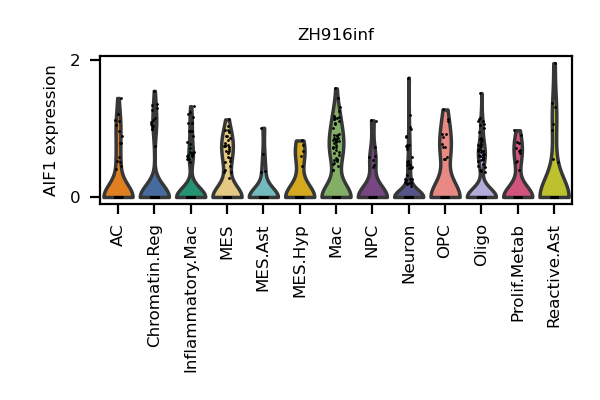 ZH916inf
AIF1 expression
2
0
AC
Chromatin.Reg
Inflammatory.Mac
MES
MES.Ast
MES.Hyp
Mac
NPC
Neuron
OPC
Oligo
Prolif.Metab
Reactive.Ast